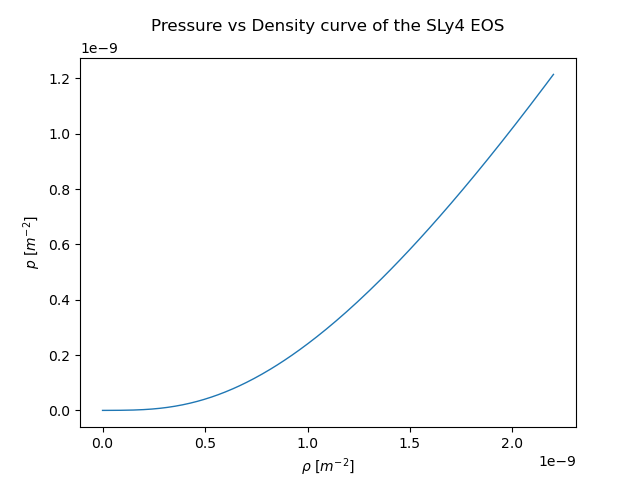 Pressure vs Density curve of the SLy4 EOS
1e−9
1.2
1.0
0.8
0.6
0.4
0.2
0.0
p [m⁻²]
0.0 0.5 1.0 1.5 2.0
1e−9
ρ [m⁻²]